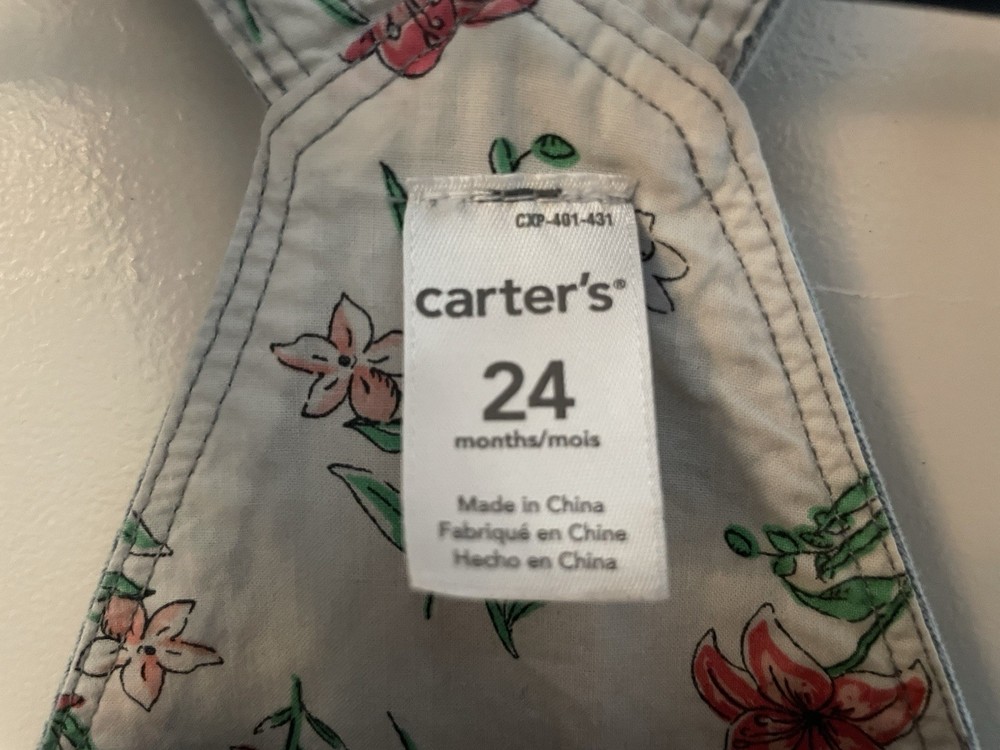 CXP-401-431
carter's®
24
months/mois
Made in China
Fabriqué en Chine
Hecho en China